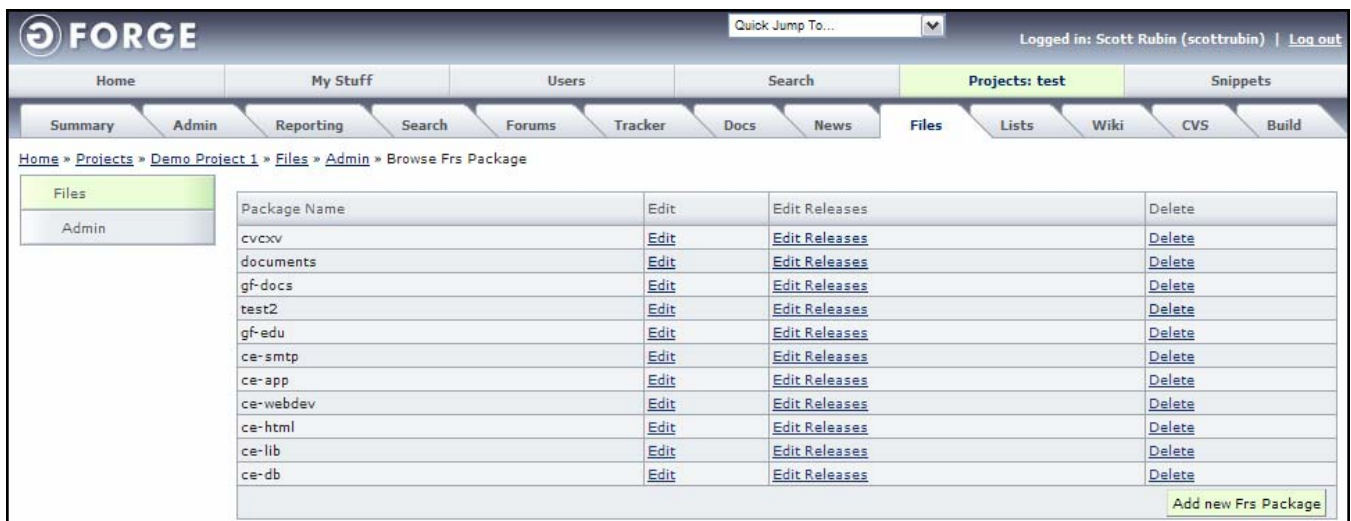 GFORGE
Quick Jump To...
Logged in: Scott Rubin (scottrubin) | Log out
Home My Stuff Users Search Projects: test Snippets
Summary Admin Reporting Search Forums Tracker Docs News Files Lists Wiki CVS Build
Home » Projects » Demo Project 1 » Files » Admin » Browse Frs Package
Files
Admin
Package Name Edit Edit Releases Delete
cvcxv Edit Edit Releases Delete
documents Edit Edit Releases Delete
gf-docs Edit Edit Releases Delete
test2 Edit Edit Releases Delete
gf-edu Edit Edit Releases Delete
ce-smtp Edit Edit Releases Delete
ce-app Edit Edit Releases Delete
ce-webdev Edit Edit Releases Delete
ce-html Edit Edit Releases Delete
ce-lib Edit Edit Releases Delete
ce-db Edit Edit Releases Delete
Add new Frs Package